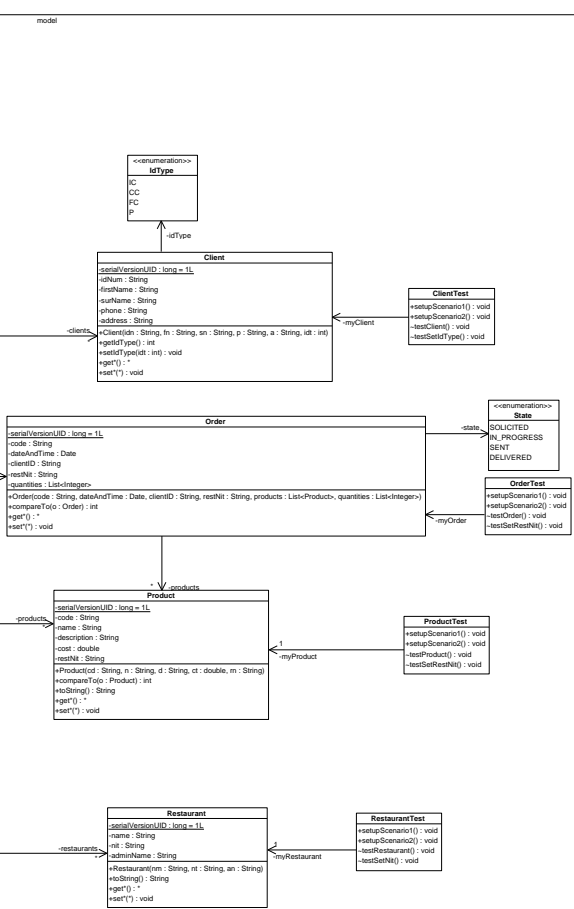 model
<<enumeration>>
IdType
IC
CC
FC
P
-idType
Client
-serialVersionUID : long = 1L
-idNum : String
-firstName : String
-surName : String
-phone : String
-address : String
+Client(idn : String, fn : String, sn : String, p : String, a : String, idt : int)
+getIdType() : int
+setIdType(idt : int) : void
+get*() : *
+set*(*) : void
-clients
*
ClientTest
+setupScenario1() : void
+setupScenario2() : void
~testClient() : void
~testSetIdType() : void
-myClient
<<enumeration>>
State
SOLICITED
IN_PROGRESS
SENT
DELIVERED
-state
Order
-serialVersionUID : long = 1L
-code : String
-dateAndTime : Date
-clientID : String
-restNit : String
-quantities : List<Integer>
+Order(code : String, dateAndTime : Date, clientID : String, restNit : String, products : List<Product>, quantities : List<Integer>)
+compareTo(o : Order) : int
+get*() : *
+set*(*) : void
OrderTest
+setupScenario1() : void
+setupScenario2() : void
~testOrder() : void
~testSetRestNit() : void
-myOrder
* -products
Product
-serialVersionUID : long = 1L
-code : String
-name : String
-description : String
-cost : double
-restNit : String
+Product(cd : String, n : String, d : String, ct : double, rn : String)
+compareTo(o : Product) : int
+toString() : String
+get*() : *
+set*(*) : void
-products
*
ProductTest
+setupScenario1() : void
+setupScenario2() : void
~testProduct() : void
~testSetRestNit() : void
1
-myProduct
Restaurant
-serialVersionUID : long = 1L
-name : String
-nit : String
-adminName : String
+Restaurant(nm : String, nt : String, an : String)
+toString() : String
+get*() : *
+set*(*) : void
-restaurants
*
RestaurantTest
+setupScenario1() : void
+setupScenario2() : void
~testRestaurant() : void
~testSetNit() : void
1
-myRestaurant